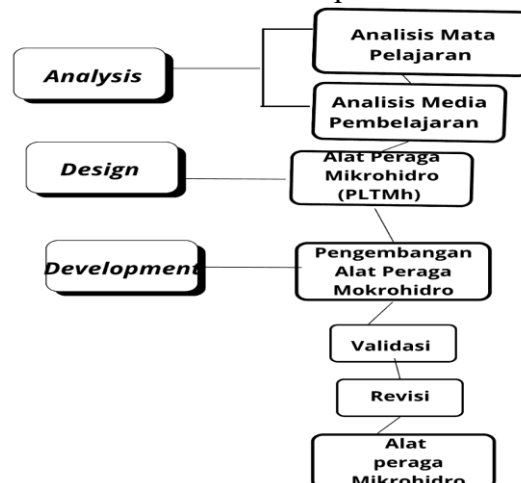 Analysis
Analisis Mata
Pelajaran
Analisis Media
Pembelajaran
Design
Alat Peraga
Mikrohidro
(PLTMh)
Development
Pengembangan
Alat Peraga
Mokrohidro
Validasi
Revisi
Alat
peraga
Mikrohidro